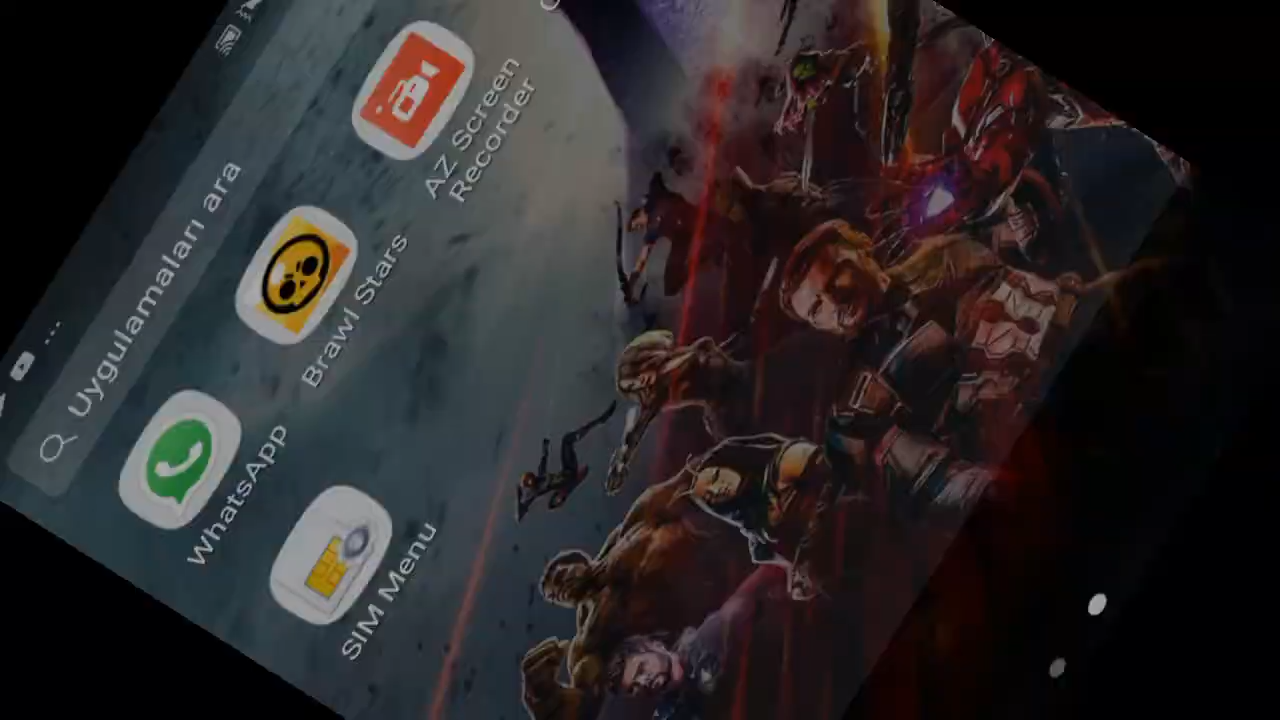 Uygulamaları ara
WhatsApp
Brawl Stars
AZ Screen
Recorder
SIM Menu